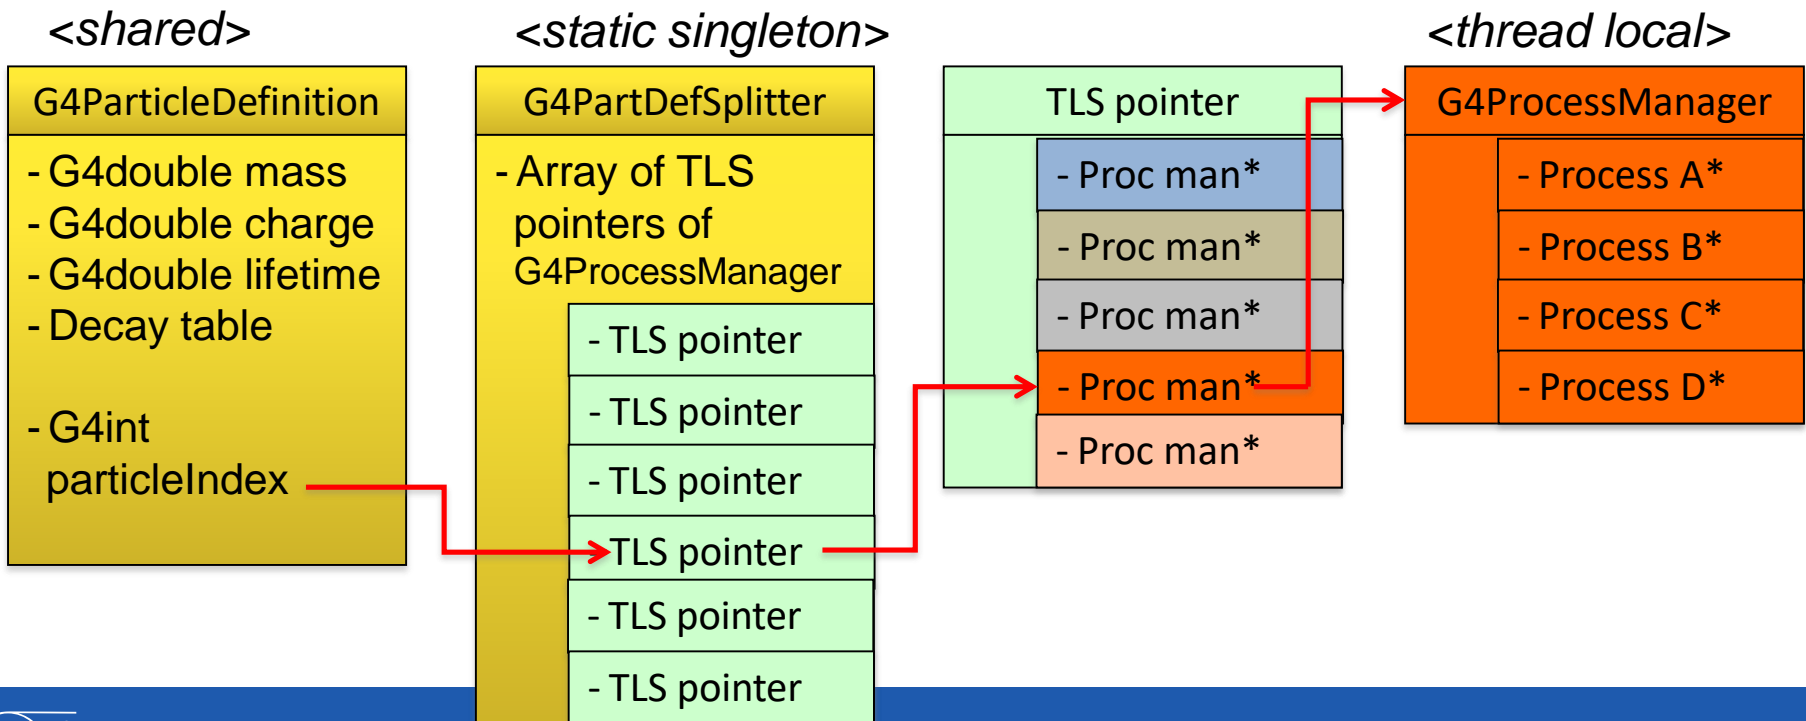 <shared>
G4ParticleDefinition
- G4double mass
- G4double charge
- G4double lifetime
- Decay table
- G4int
particleIndex
<static singleton>
G4PartDefSplitter
- Array of TLS
pointers of
G4ProcessManager
- TLS pointer
- TLS pointer
- TLS pointer
- TLS pointer
- TLS pointer
- TLS pointer
TLS pointer
- Proc man*
- Proc man*
- Proc man*
- Proc man*
- Proc man*
<thread local>
G4ProcessManager
- Process A*
- Process B*
- Process C*
- Process D*